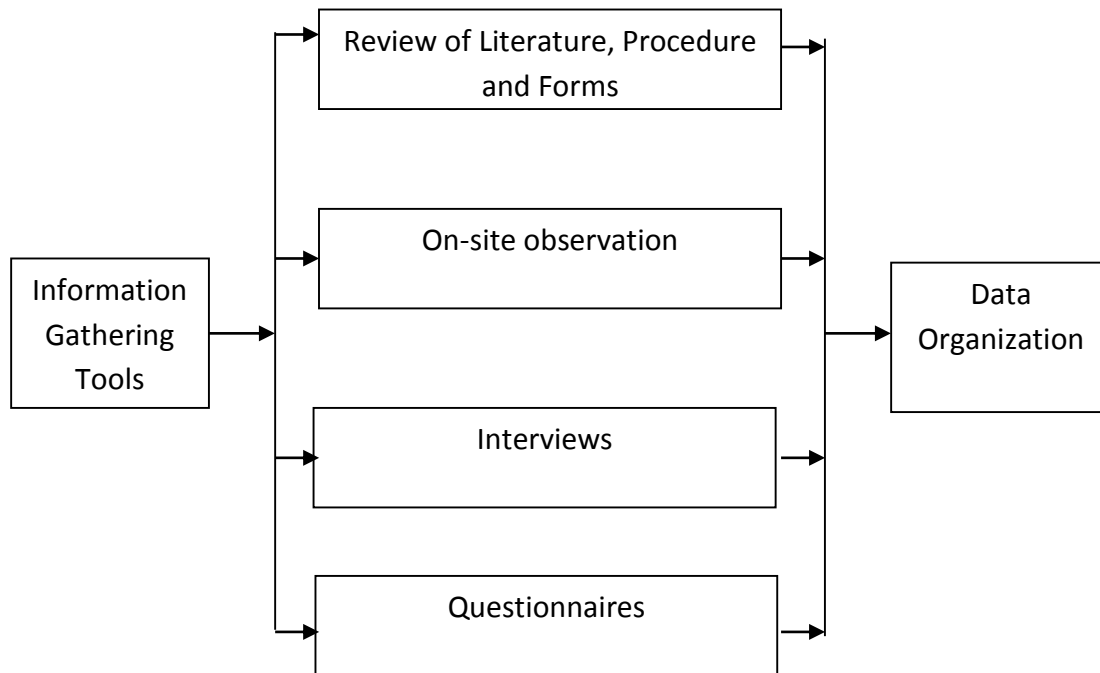 Review of Literature, Procedure
and Forms
On-site observation
Information
Gathering
Tools
Data
Organization
Interviews
Questionnaires